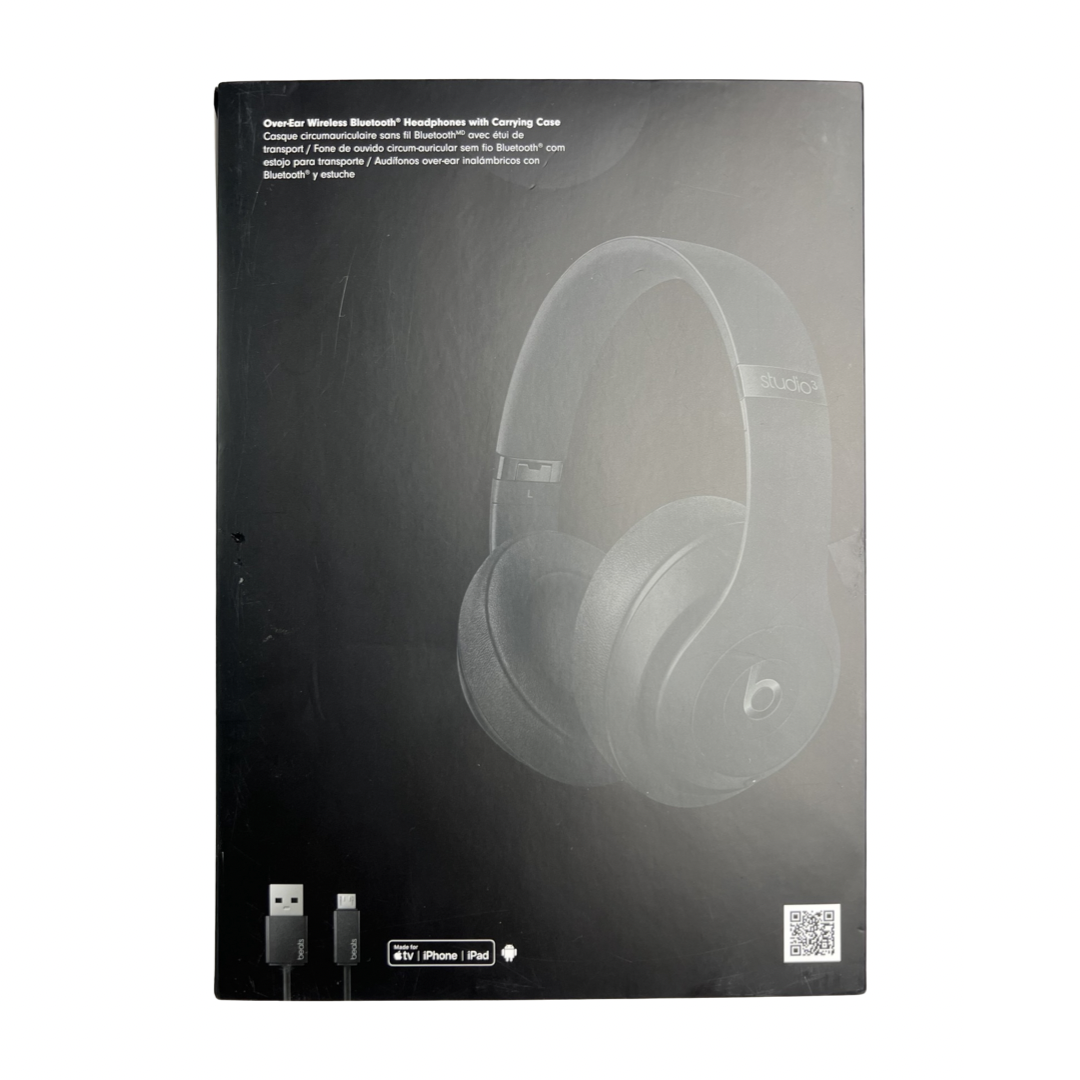 Over-Ear Wireless Bluetooth® Headphones with Carrying Case
Casque circumauriculaire sans fil Bluetooth^MD avec étui de
transport / Fone de ouvido circum-auricular sem fio Bluetooth® com
estojo para transporte / Audífonos over-ear inalámbricos con
Bluetooth® y estuche
studio³
L
b
beats
beats
Made for
tv | iPhone | iPad